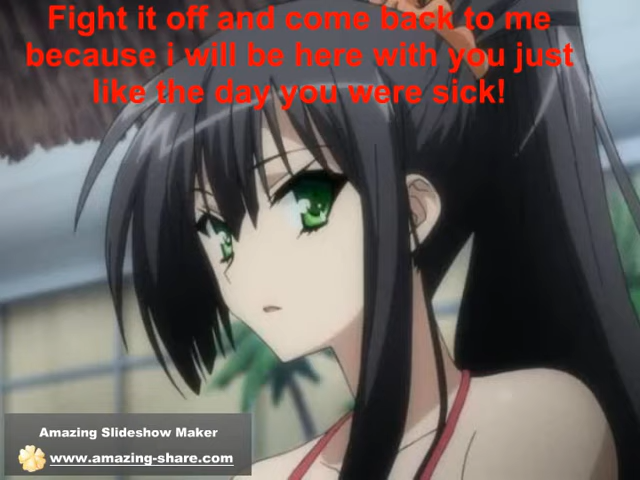 Fight it off and come back to me
because i will be here with you just
like the day you were sick!
Amazing Slideshow Maker
www.amazing-share.com